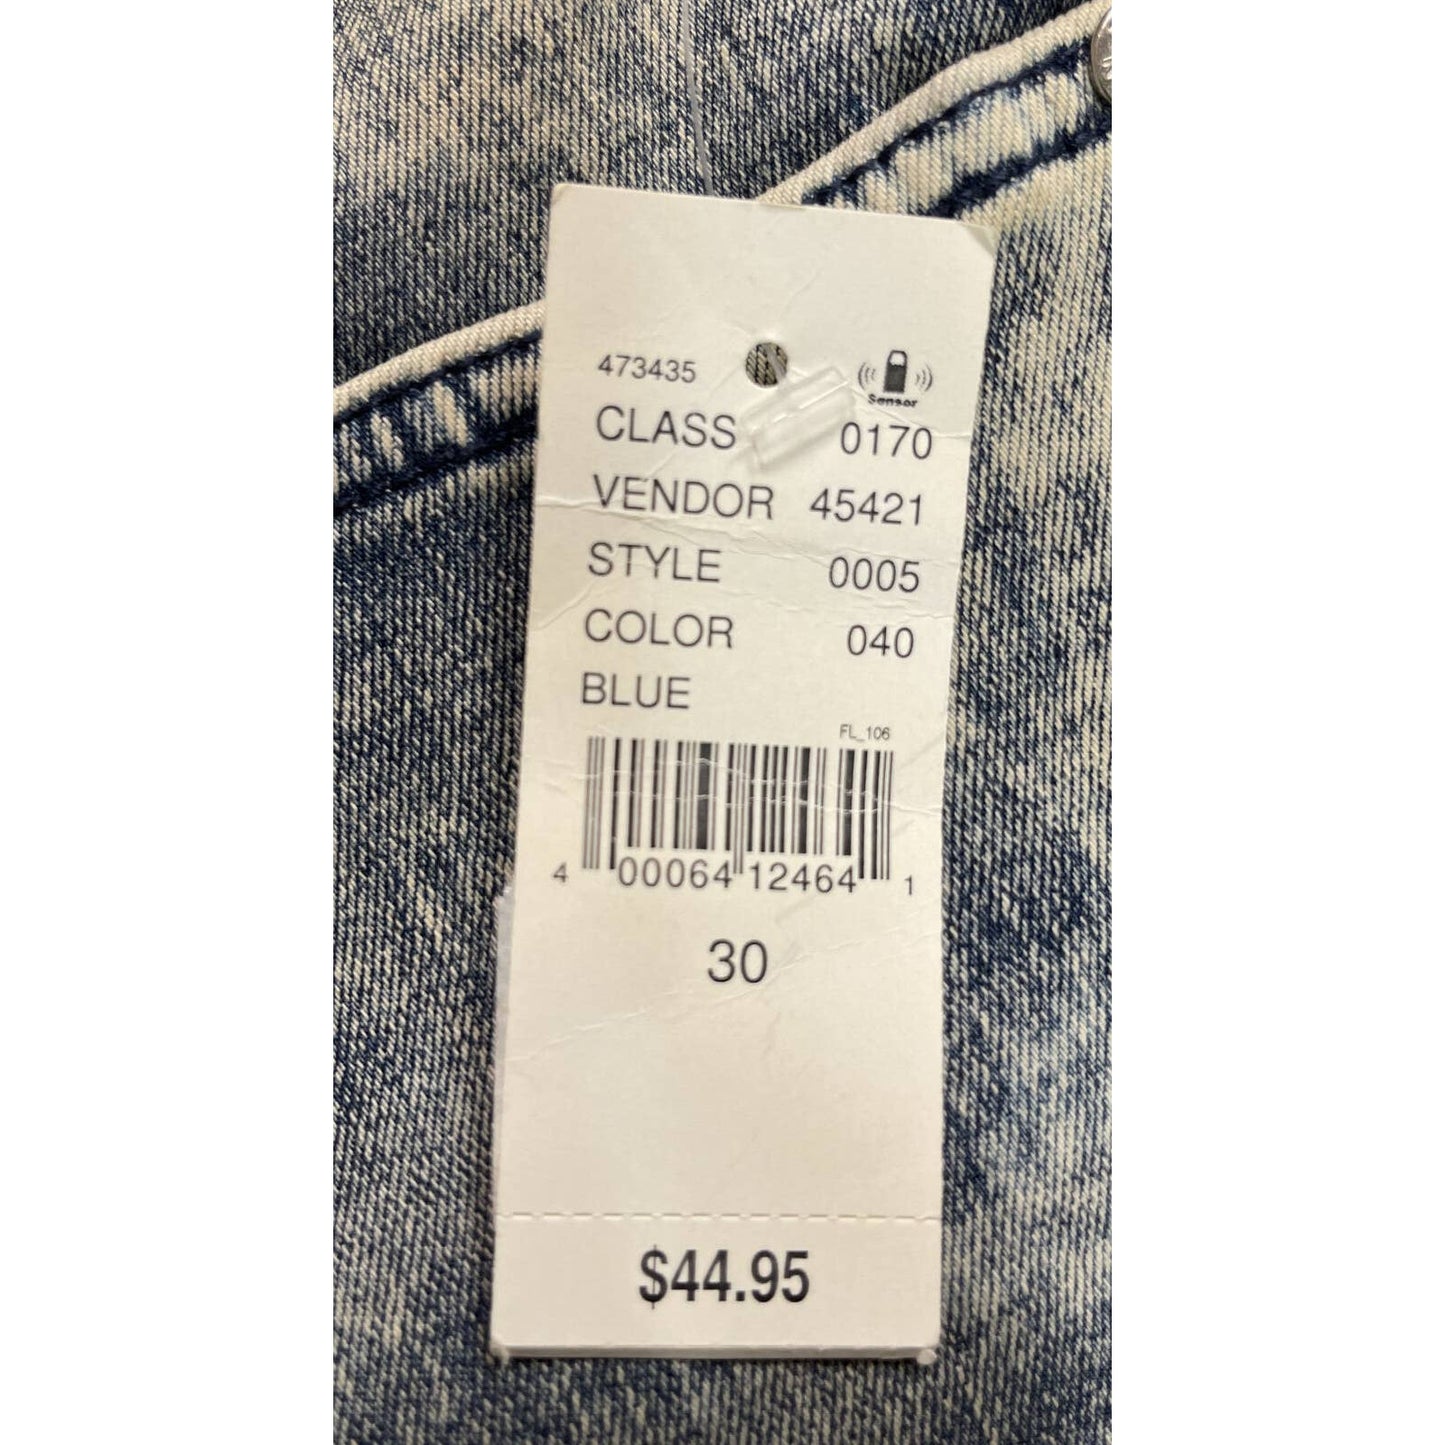 473435
Sensor
CLASS 0170
VENDOR 45421
STYLE 0005
COLOR 040
BLUE
FL_106
4 00064 12464 1
30
$44.95